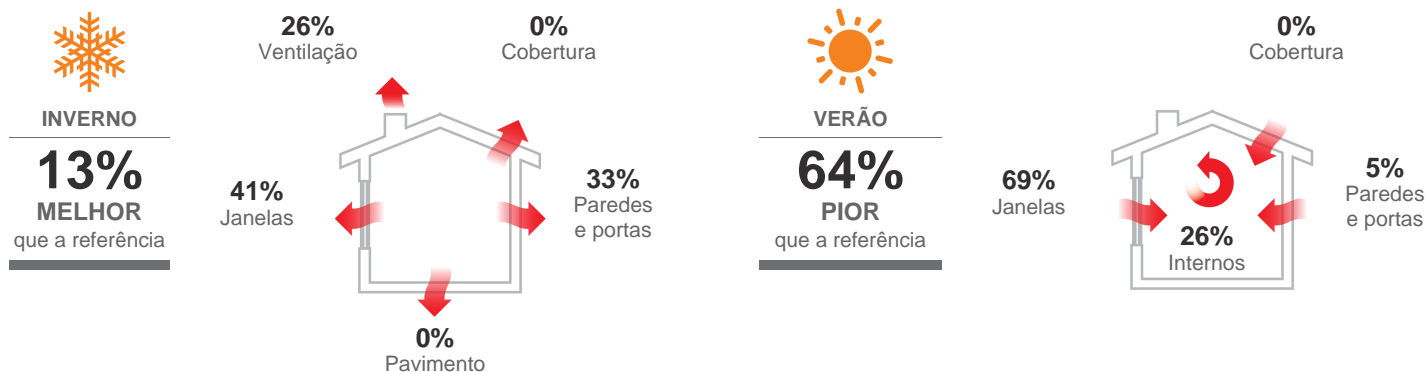 INVERNO
13%
MELHOR
que a referência
26%
Ventilação
0%
Cobertura
41%
Janelas
33%
Paredes
e portas
0%
Pavimento
VERÃO
64%
PIOR
que a referência
0%
Cobertura
69%
Janelas
5%
Paredes
e portas
26%
Internos